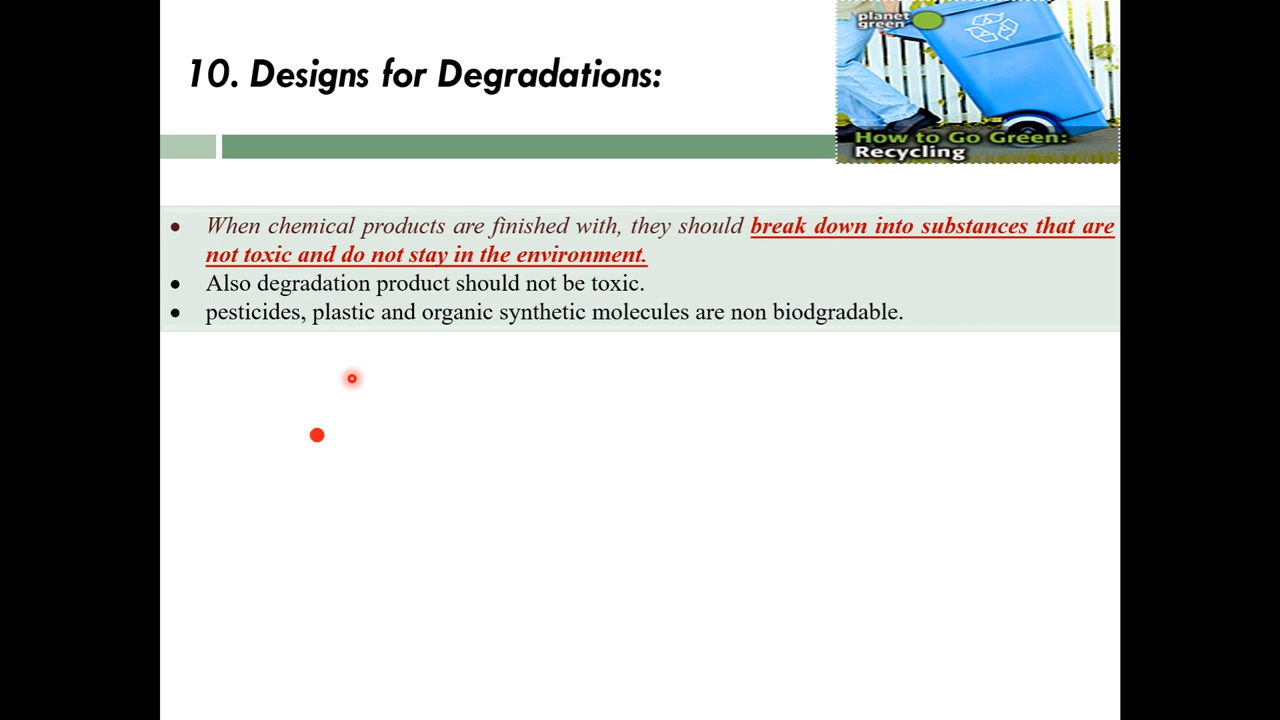 10. Designs for Degradations:
planet
green
How to Go Green:
Recycling
• When chemical products are finished with, they should break down into substances that are
not toxic and do not stay in the environment.
• Also degradation product should not be toxic.
• pesticides, plastic and organic synthetic molecules are non biodgradable.